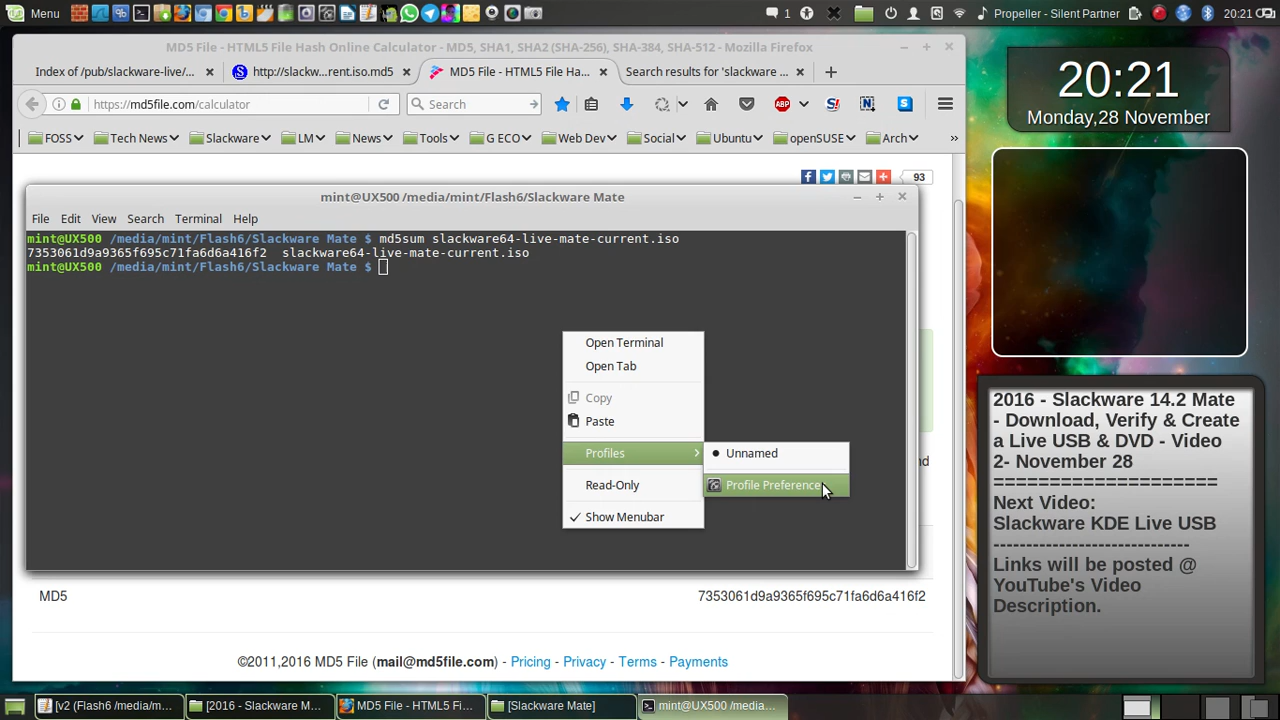 Menu
1
Propeller - Silent Partner
20:21
MD5 File - HTML5 File Hash Online Calculator - MD5, SHA1, SHA2 (SHA-256), SHA-384, SHA-512 - Mozilla Firefox
Index of /pub/slackware-live/...
http://slackw...rent.iso.md5
MD5 File - HTML5 File Ha...
Search results for 'slackware ...
https://md5file.com/calculator
Search
ABP
FOSS
Tech News
Slackware
LM
News
Tools
G ECO
Web Dev
Social
Ubuntu
openSUSE
Arch
»
93
mint@UX500 /media/mint/Flash6/Slackware Mate
File Edit View Search Terminal Help
mint@UX500 /media/mint/Flash6/Slackware Mate $ md5sum slackware64-live-mate-current.iso
7353061d9a9365f695c71fa6d6a416f2  slackware64-live-mate-current.iso
mint@UX500 /media/mint/Flash6/Slackware Mate $
Open Terminal
Open Tab
Copy
Paste
Profiles
Read-Only
Show Menubar
Unnamed
Profile Preference
nd
MD5
7353061d9a9365f695c71fa6d6a416f2
©2011,2016 MD5 File (mail@md5file.com) - Pricing - Privacy - Terms - Payments
20:21
Monday,28 November
2016 - Slackware 14.2 Mate
- Download, Verify & Create
a Live USB & DVD - Video
2- November 28
====================
Next Video:
Slackware KDE Live USB
----------------------------
Links will be posted @
YouTube's Video
Description.
[v2 (Flash6 /media/m...
[2016 - Slackware M...
MD5 File - HTML5 Fi...
[Slackware Mate]
mint@UX500 /media...